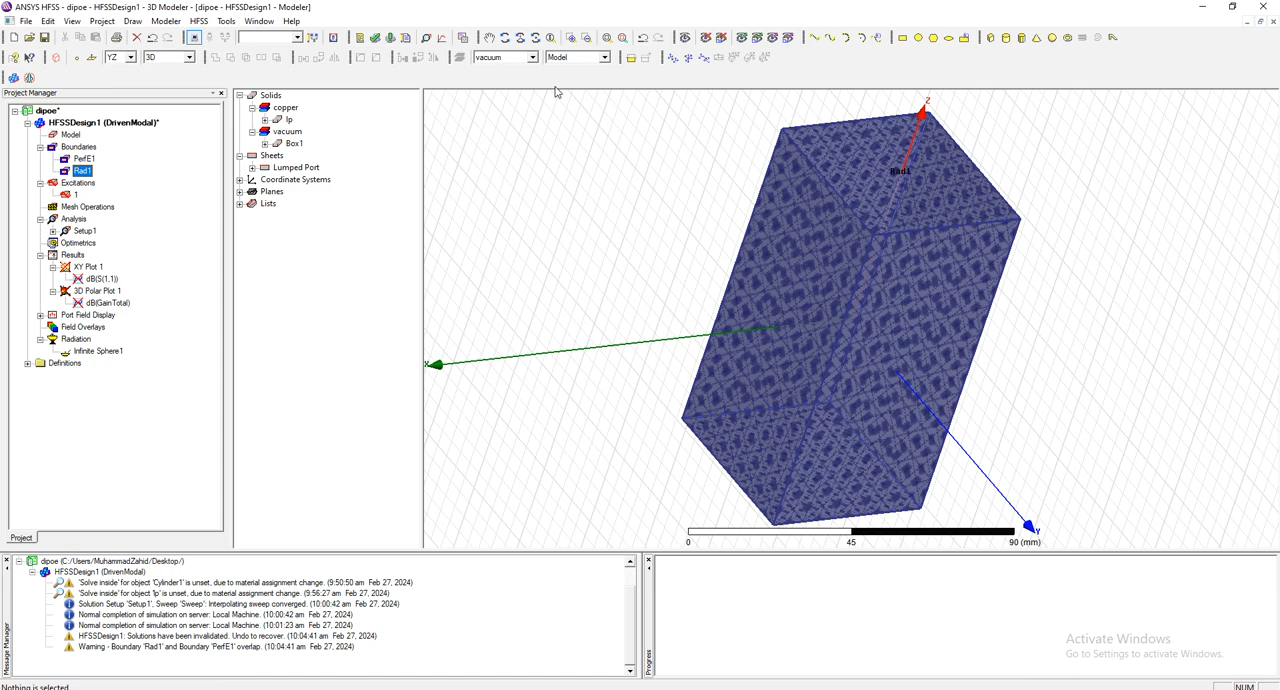 ANSYS HFSS - dipoe - HFSSDesign1 - 3D Modeler - [dipoe - HFSSDesign1 - Modeler]
File Edit View Project Draw Modeler HFSS Tools Window Help
YZ 3D vacuum Model
Project Manager
dipoe*
HFSSDesign1 (DrivenModal)*
Model
Boundaries
PerfE1
Rad1
Excitations
1
Mesh Operations
Analysis
Setup1
Optimetrics
Results
XY Plot 1
dB(S(1,1))
3D Polar Plot 1
dB(GainTotal)
Port Field Display
Field Overlays
Radiation
Infinite Sphere1
Definitions
Project
Solids
copper
lp
vacuum
Box1
Sheets
Lumped Port
Coordinate Systems
Planes
Lists
Z
Rad1
X
Y
0 45 90 (mm)
Message Manager
dipoe (C:/Users/MuhammadZahid/Desktop/)
HFSSDesign1 (DrivenModal)
'Solve inside' for object 'Cylinder1' is unset, due to material assignment change. (9:50:50 am Feb 27, 2024)
'Solve inside' for object 'lp' is unset, due to material assignment change. (9:56:27 am Feb 27, 2024)
Solution Setup 'Setup1', Sweep 'Sweep': Interpolating sweep converged. (10:00:42 am Feb 27, 2024)
Normal completion of simulation on server: Local Machine. (10:00:42 am Feb 27, 2024)
Normal completion of simulation on server: Local Machine. (10:01:23 am Feb 27, 2024)
HFSSDesign1: Solutions have been invalidated. Undo to recover. (10:04:41 am Feb 27, 2024)
Warning - Boundary 'Rad1' and Boundary 'PerfE1' overlap. (10:04:41 am Feb 27, 2024)
Progress
Activate Windows
Go to Settings to activate Windows.
Nothing is selected
NUM